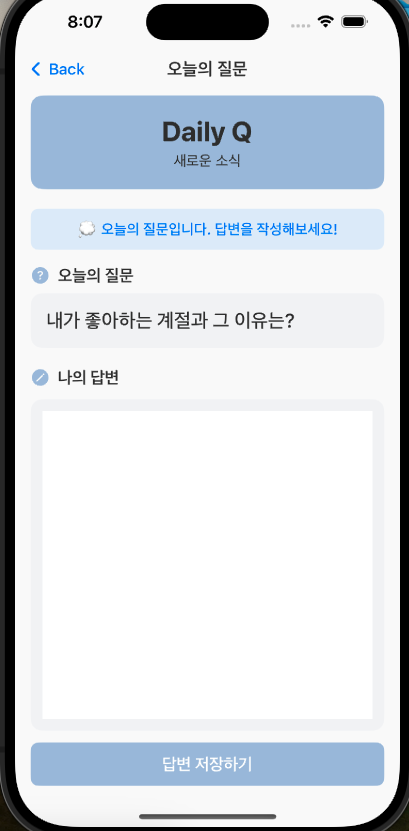 8:07
Back
오늘의 질문
Daily Q
새로운 소식
💭 오늘의 질문입니다. 답변을 작성해보세요!
? 오늘의 질문
내가 좋아하는 계절과 그 이유는?
나의 답변
답변 저장하기